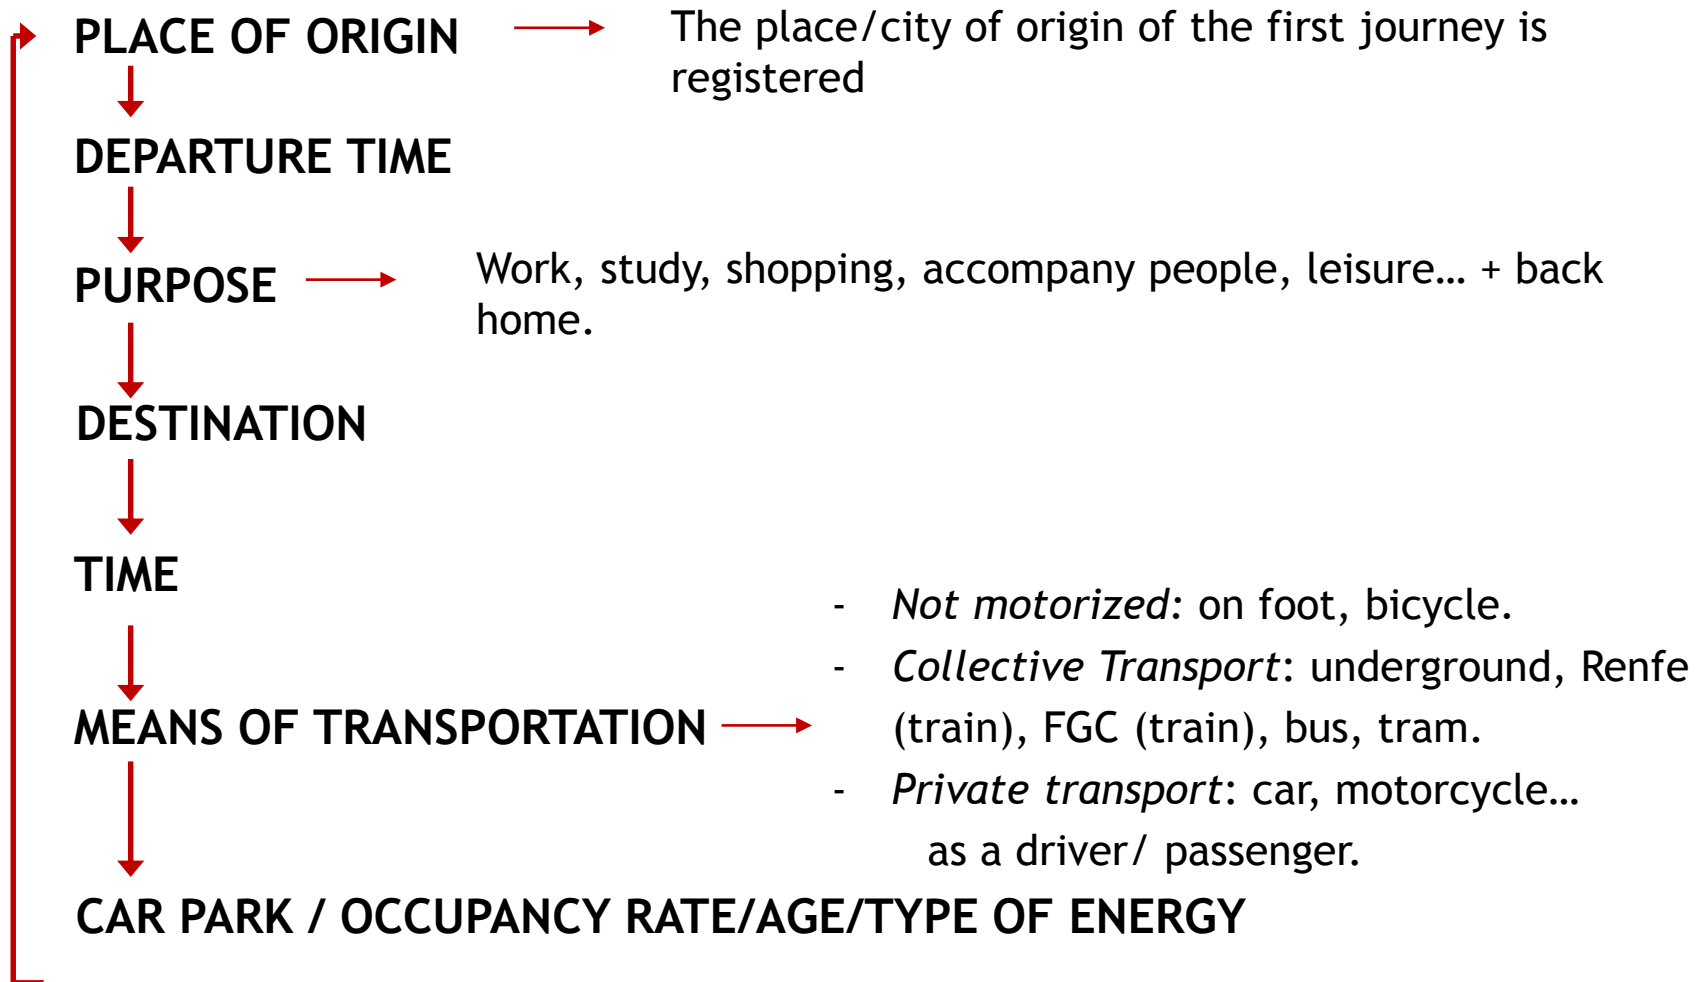 PLACE OF ORIGIN
The place/city of origin of the first journey is
registered
DEPARTURE TIME
PURPOSE
Work, study, shopping, accompany people, leisure… + back
home.
DESTINATION
TIME
MEANS OF TRANSPORTATION
- Not motorized: on foot, bicycle.
- Collective Transport: underground, Renfe
(train), FGC (train), bus, tram.
- Private transport: car, motorcycle…
as a driver/ passenger.
CAR PARK / OCCUPANCY RATE/AGE/TYPE OF ENERGY